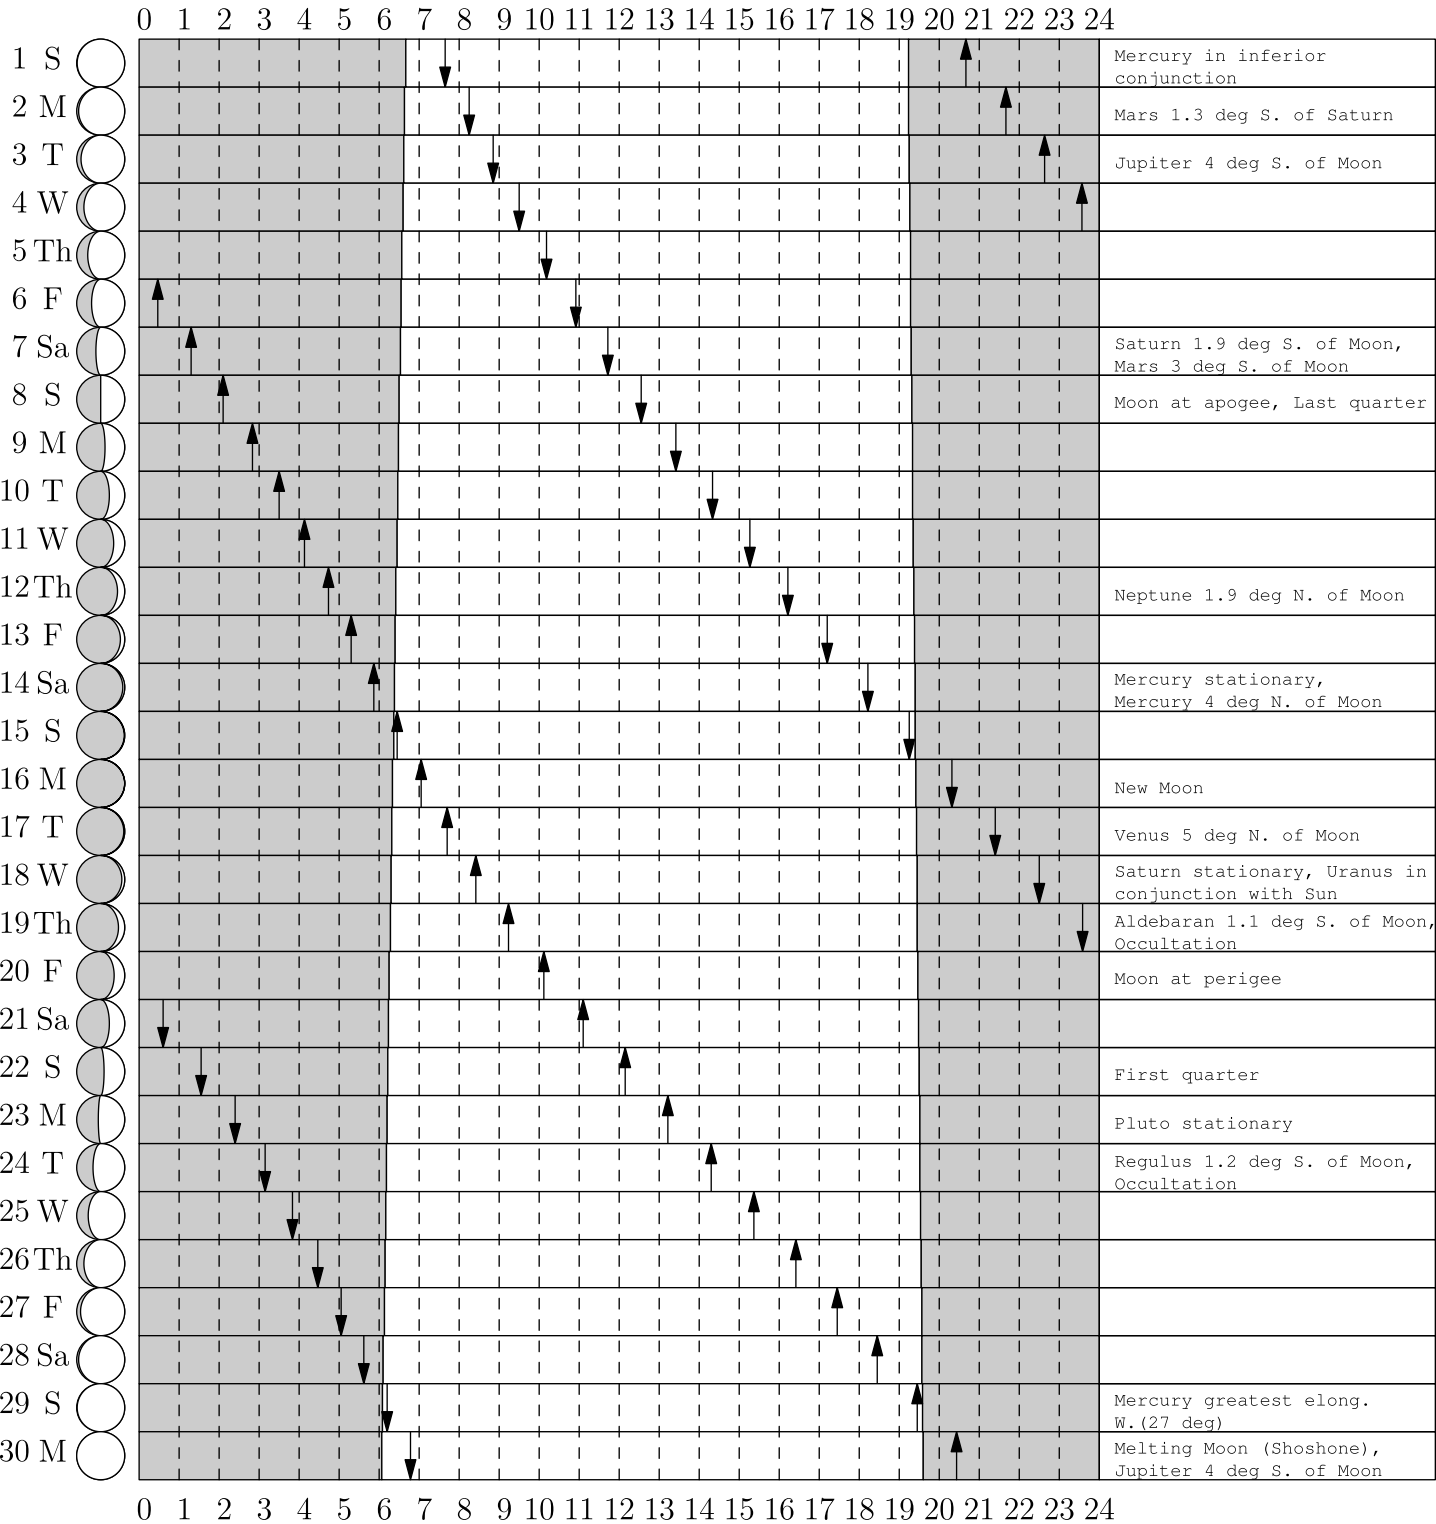 0 1 2 3 4 5 6 7 8 9 10 11 12 13 14 15 16 17 18 19 20 21 22 23 24
1 S Mercury in inferior
conjunction
2 M Mars 1.3 deg S. of Saturn
3 T Jupiter 4 deg S. of Moon
4 W
5 Th
6 F
7 Sa Saturn 1.9 deg S. of Moon,
Mars 3 deg S. of Moon
8 S Moon at apogee, Last quarter
9 M
10 T
11 W
12 Th Neptune 1.9 deg N. of Moon
13 F
14 Sa Mercury stationary,
Mercury 4 deg N. of Moon
15 S
16 M New Moon
17 T Venus 5 deg N. of Moon
18 W Saturn stationary, Uranus in
conjunction with Sun
19 Th Aldebaran 1.1 deg S. of Moon,
Occultation
20 F Moon at perigee
21 Sa
22 S First quarter
23 M Pluto stationary
24 T Regulus 1.2 deg S. of Moon,
Occultation
25 W
26 Th
27 F
28 Sa
29 S Mercury greatest elong.
W.(27 deg)
30 M Melting Moon (Shoshone),
Jupiter 4 deg S. of Moon
0 1 2 3 4 5 6 7 8 9 10 11 12 13 14 15 16 17 18 19 20 21 22 23 24